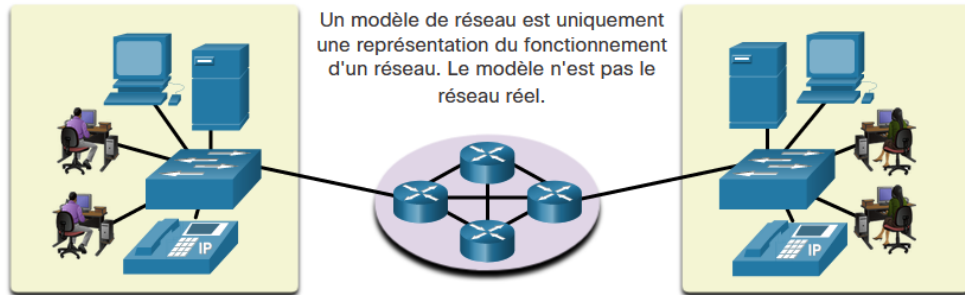 Un modèle de réseau est uniquement
une représentation du fonctionnement
d'un réseau. Le modèle n'est pas le
réseau réel.
IP
IP